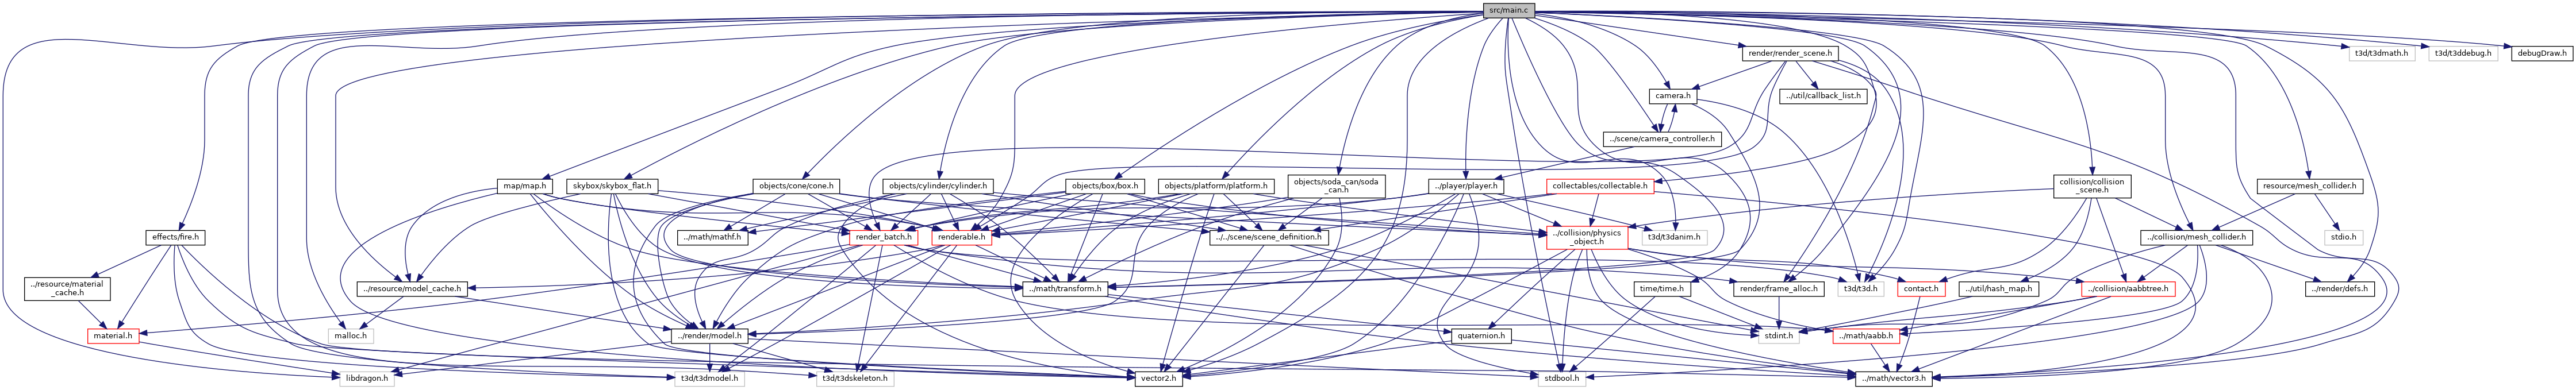 src/main.c
render/render_scene.h
t3d/t3dmath.h
t3d/t3ddebug.h
debugDraw.h
camera.h
../util/callback_list.h
../scene/camera_controller.h
map/map.h
skybox/skybox_flat.h
objects/cone/cone.h
objects/cylinder/cylinder.h
objects/box/box.h
objects/platform/platform.h
objects/soda_can/soda
_can.h
../player/player.h
collectables/collectable.h
collision/collision
_scene.h
resource/mesh_collider.h
effects/fire.h
../math/mathf.h
render_batch.h
renderable.h
../../scene/scene_definition.h
../collision/physics
_object.h
t3d/t3danim.h
../collision/mesh_collider.h
stdio.h
../resource/material
_cache.h
../resource/model_cache.h
../math/transform.h
time/time.h
render/frame_alloc.h
t3d/t3d.h
contact.h
../util/hash_map.h
../collision/aabbtree.h
../render/defs.h
material.h
malloc.h
../render/model.h
quaternion.h
stdint.h
../math/aabb.h
libdragon.h
t3d/t3dmodel.h
t3d/t3dskeleton.h
vector2.h
stdbool.h
../math/vector3.h